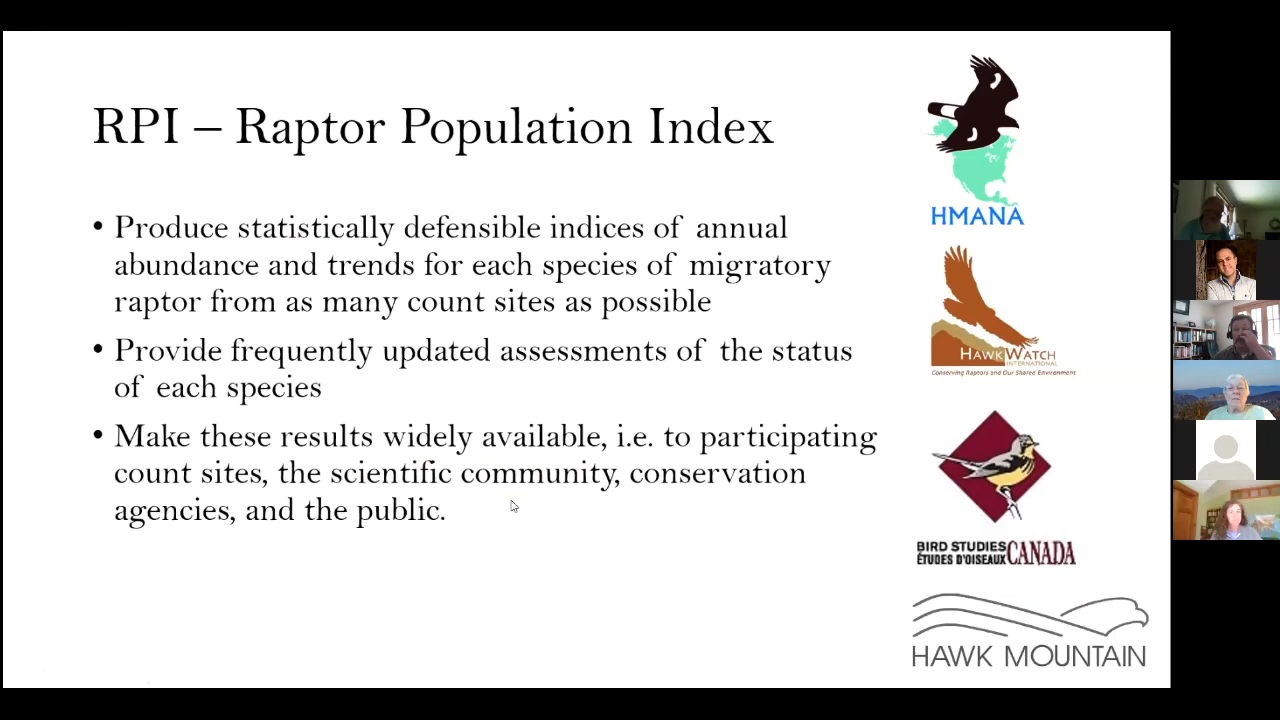 RPI – Raptor Population Index
• Produce statistically defensible indices of annual
abundance and trends for each species of migratory
raptor from as many count sites as possible
• Provide frequently updated assessments of the status
of each species
• Make these results widely available, i.e. to participating
count sites, the scientific community, conservation
agencies, and the public.
HMANA
HAWKWATCH
INTERNATIONAL
Conserving Raptors and Our Shared Environment
BIRD STUDIES
ÉTUDES D'OISEAUX CANADA
HAWK MOUNTAIN